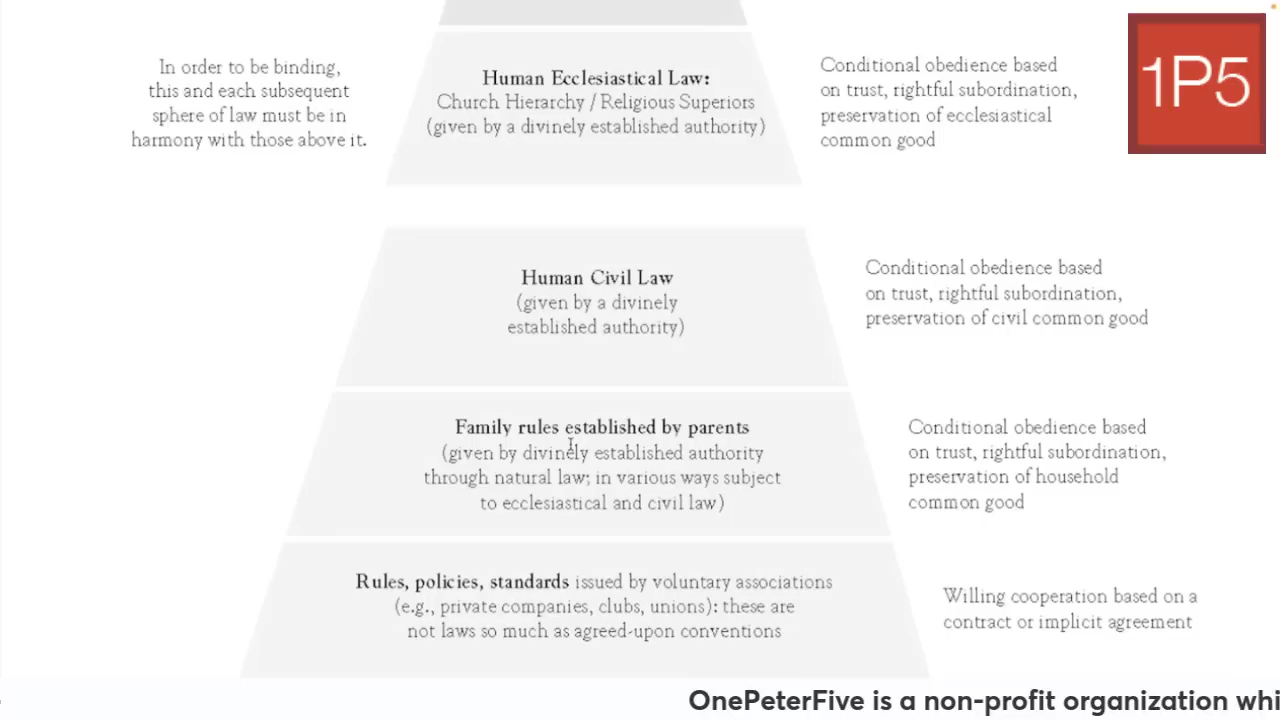 In order to be binding,
this and each subsequent
sphere of law must be in
harmony with those above it.
Human Ecclesiastical Law:
Church Hierarchy / Religious Superiors
(given by a divinely established authority)
Conditional obedience based
on trust, rightful subordination,
preservation of ecclesiastical
common good
1P5
Human Civil Law
(given by a divinely
established authority)
Conditional obedience based
on trust, rightful subordination,
preservation of civil common good
Family rules established by parents
(given by divinely established authority
through natural law; in various ways subject
to ecclesiastical and civil law)
Conditional obedience based
on trust, rightful subordination,
preservation of household
common good
Rules, policies, standards issued by voluntary associations
(e.g., private companies, clubs, unions): these are
not laws so much as agreed-upon conventions
Willing cooperation based on a
contract or implicit agreement
OnePeterFive is a non-profit organization whi